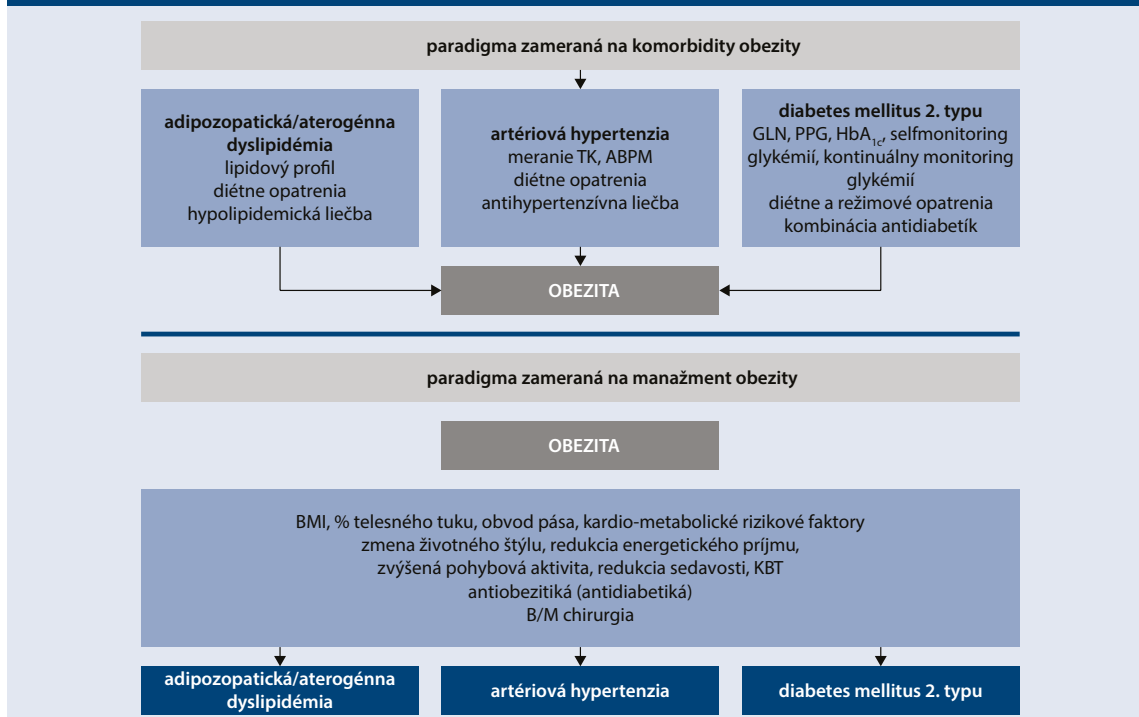 paradigma zameraná na komorbidity obezity
adipozopatická/aterogénna
dyslipidémia
lipidový profil
diétne opatrenia
hypolipidemická liečba
artériová hypertenzia
meranie TK, ABPM
diétne opatrenia
antihypertenzívna liečba
diabetes mellitus 2. typu
GLN, PPG, HbA1c, selfmonitoring
glykémií, kontinuálny monitoring
glykémií
diétne a režimové opatrenia
kombinácia antidiabetík
OBEZITA
paradigma zameraná na manažment obezity
OBEZITA
BMI, % telesného tuku, obvod pása, kardio-metabolické rizikové faktory
zmena životného štýlu, redukcia energetického príjmu,
zvýšená pohybová aktivita, redukcia sedavosti, KBT
antiobezitiká (antidiabetiká)
B/M chirurgia
adipozopatická/aterogénna
dyslipidémia
artériová hypertenzia
diabetes mellitus 2. typu